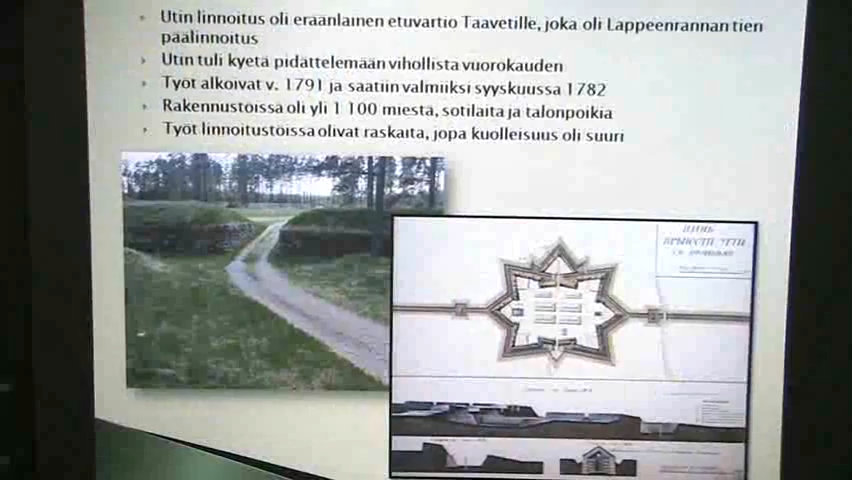 Utin linnoitus oli eräänlainen etuvartio Taavetille, joka oli Lappeenrannan tien
päälinnoitus
Utin tuli kyetä pidättelemään vihollista vuorokauden
Työt alkoivat v. 1791 ja saatiin valmiiksi syyskuussa 1782
Rakennustöissä oli yli 1 100 miestä, sotilaita ja talonpoikia
Työt linnoitustöissä olivat raskaita, jopa kuolleisuus oli suuri